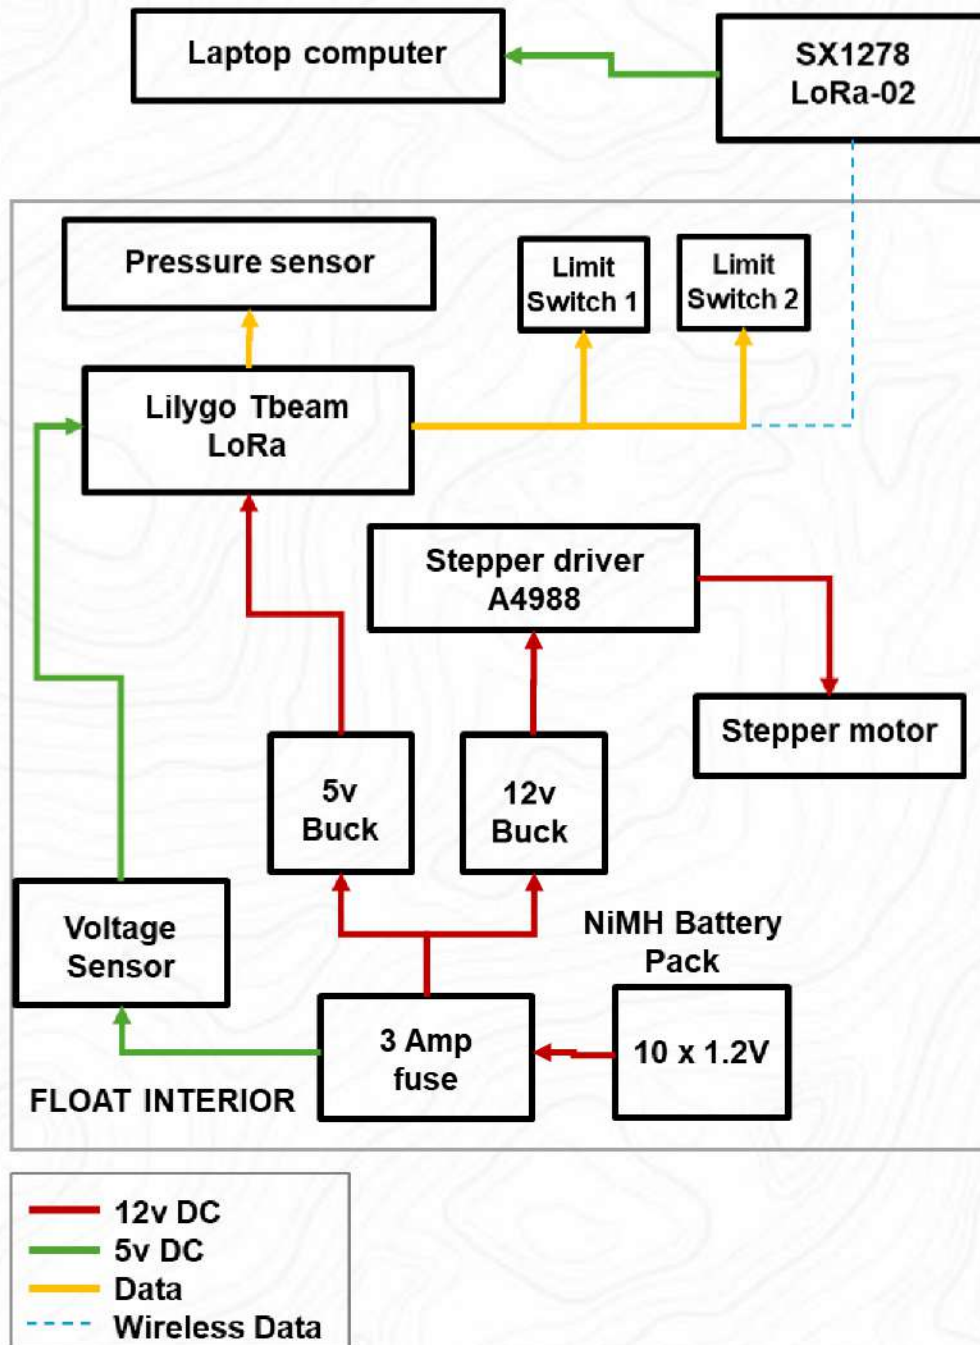 Laptop computer
SX1278
LoRa-02
Pressure sensor
Limit
Switch 1
Limit
Switch 2
Lilygo Tbeam
LoRa
Stepper driver
A4988
Stepper motor
5v
Buck
12v
Buck
Voltage
Sensor
NiMH Battery
Pack
3 Amp
fuse
10 x 1.2V
FLOAT INTERIOR
12v DC
5v DC
Data
Wireless Data